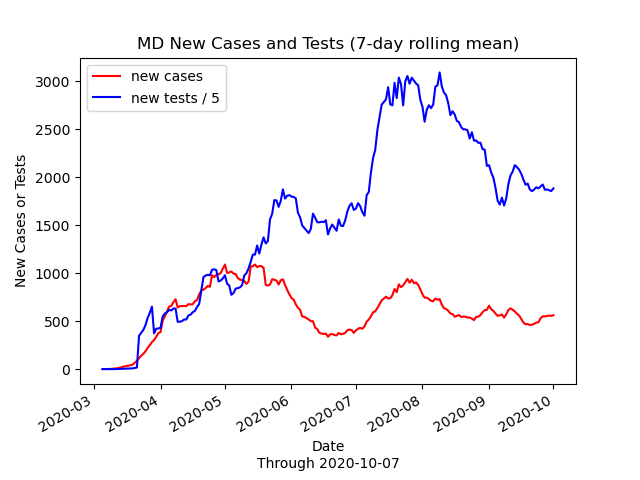 MD New Cases and Tests (7-day rolling mean)
new cases
new tests / 5
New Cases or Tests
3000
2500
2000
1500
1000
500
0
2020-03
2020-04
2020-05
2020-06
2020-07
2020-08
2020-09
2020-10
Date
Through 2020-10-07